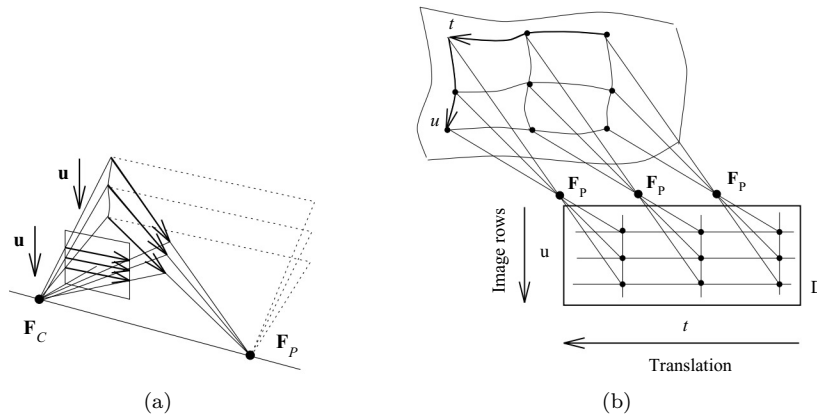 u
u
F_C
F_P
(a)
t
u
F_P F_P F_P
Image rows
u
t
Translation
(b)